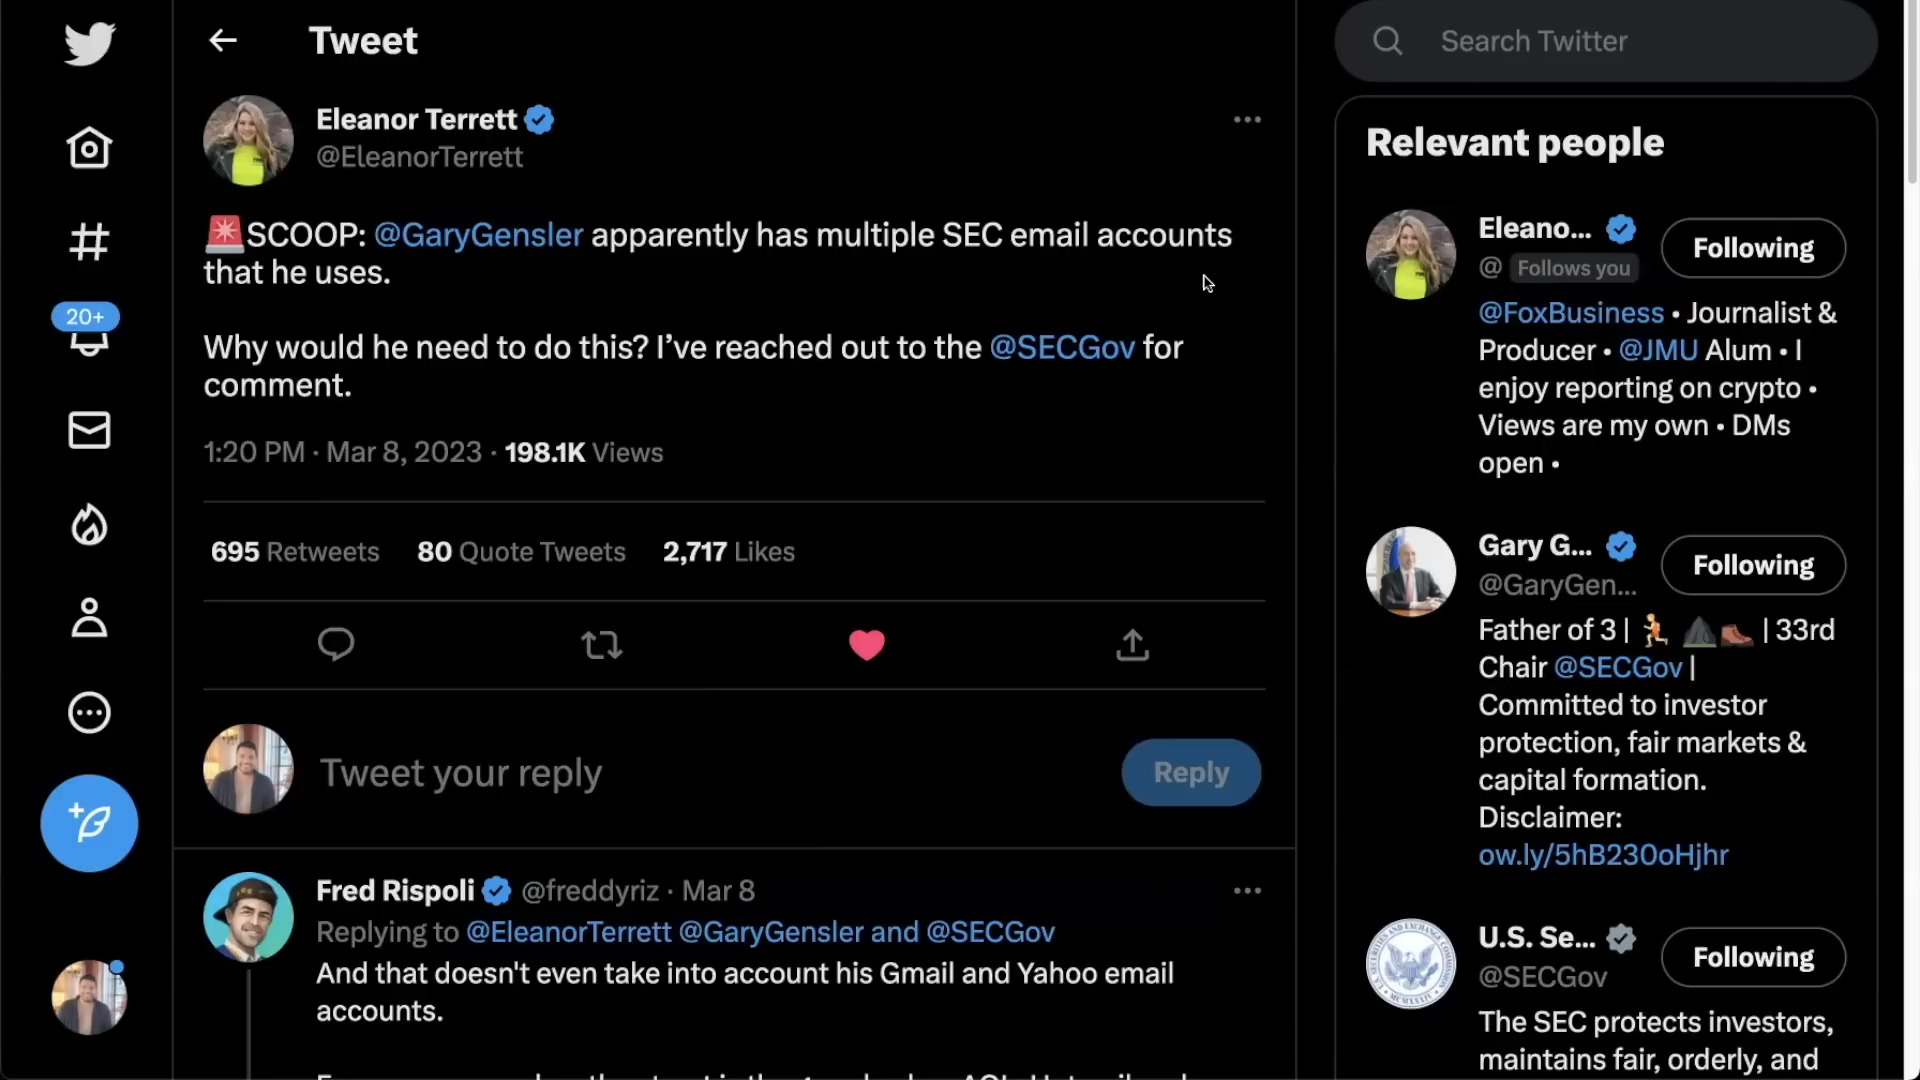 Tweet
Search Twitter
Eleanor Terrett
@EleanorTerrett
🚨SCOOP: @GaryGensler apparently has multiple SEC email accounts
that he uses.
Why would he need to do this? I’ve reached out to the @SECGov for
comment.
1:20 PM · Mar 8, 2023 · 198.1K Views
695 Retweets 80 Quote Tweets 2,717 Likes
20+
Tweet your reply
Reply
Fred Rispoli @freddyriz · Mar 8
Replying to @EleanorTerrett @GaryGensler and @SECGov
And that doesn't even take into account his Gmail and Yahoo email
accounts.
Relevant people
Eleano...
@ Follows you
Following
@FoxBusiness • Journalist &
Producer • @JMU Alum • I
enjoy reporting on crypto •
Views are my own • DMs
open •
Gary G...
@GaryGen...
Following
Father of 3 | 🏃 ⛰️🥾 | 33rd
Chair @SECGov |
Committed to investor
protection, fair markets &
capital formation.
Disclaimer:
ow.ly/5hB230oHjhr
U.S. Se...
@SECGov
Following
The SEC protects investors,
maintains fair, orderly, and